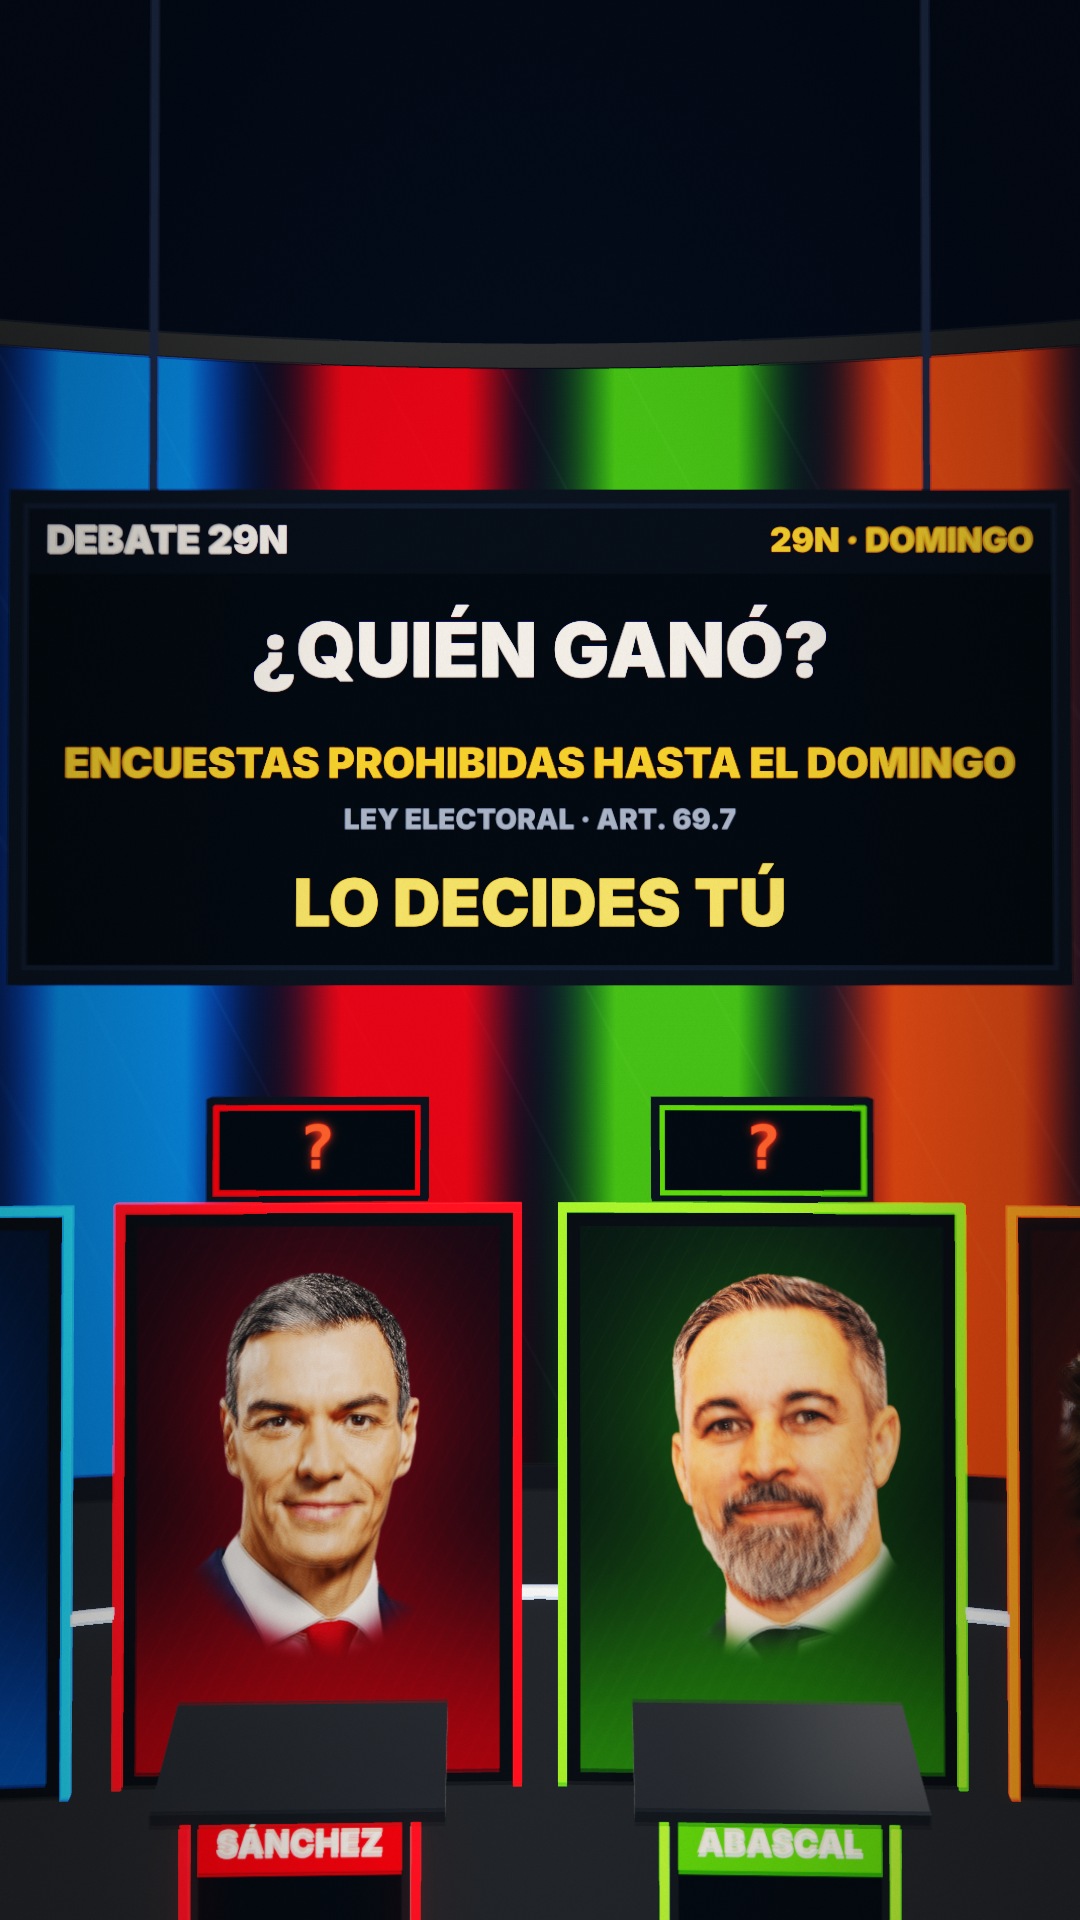 DEBATE 29N
29N · DOMINGO
¿QUIÉN GANÓ?
ENCUESTAS PROHIBIDAS HASTA EL DOMINGO
LEY ELECTORAL · ART. 69.7
LO DECIDES TÚ
?
?
SÁNCHEZ
ABASCAL